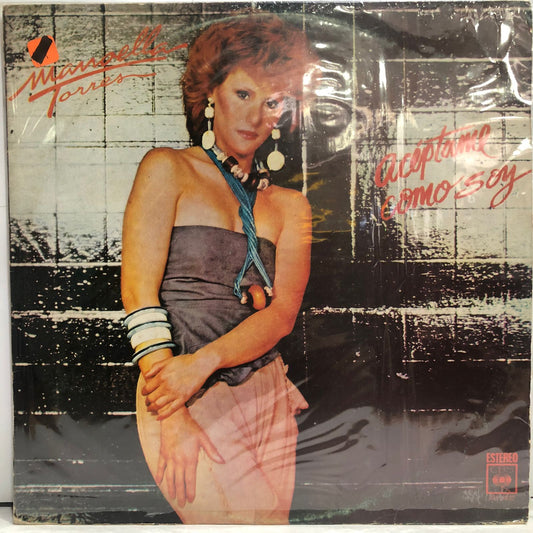 Manoella
Torres
Acéptame
como soy
ESTEREO